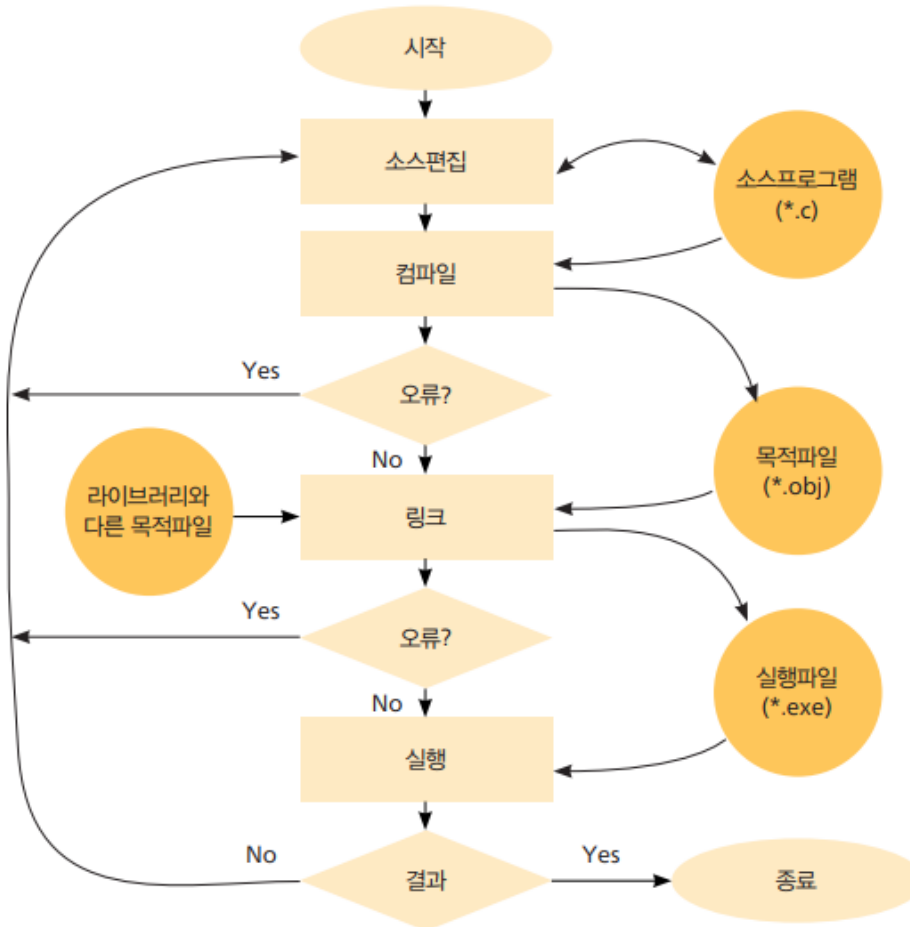 시작
소스편집
소스프로그램
(*.c)
컴파일
Yes
오류?
No
라이브러리와
다른 목적파일
링크
목적파일
(*.obj)
Yes
오류?
No
실행파일
(*.exe)
실행
No
결과
Yes
종료